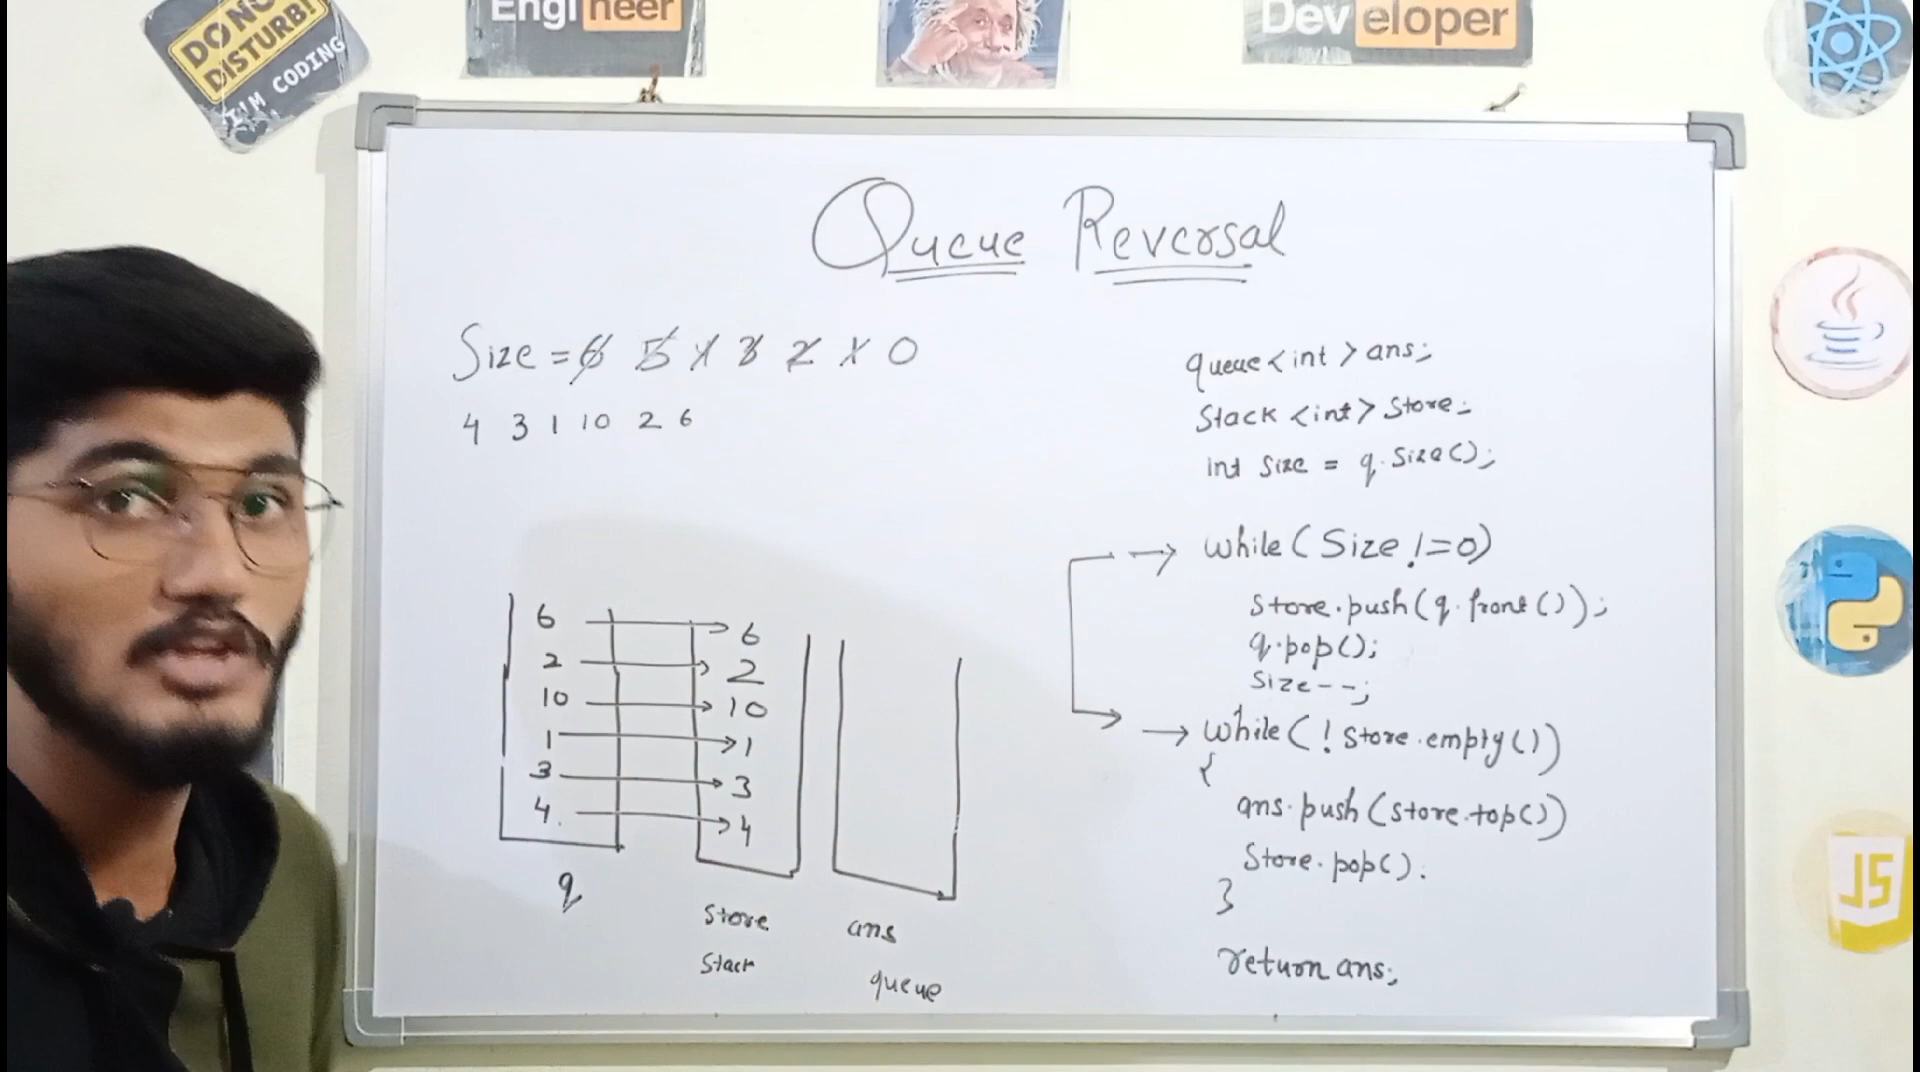 DO NOT
DISTURB!
I'M CODING
Engineer
Developer
Queue Reversal
Size = 6 5 4 3 2 1 0
4 3 1 10 2 6
6 6
2 2
10 10
1 1
3 3
4 4
q
store
stack
ans
queue
queue<int> ans;
Stack <int> store;
int size = q.size();
while(Size !=0)
store.push(q.front());
q.pop();
size--;
while(!store.empty())
{
ans.push(store.top())
Store.pop().
}
return ans;
JS